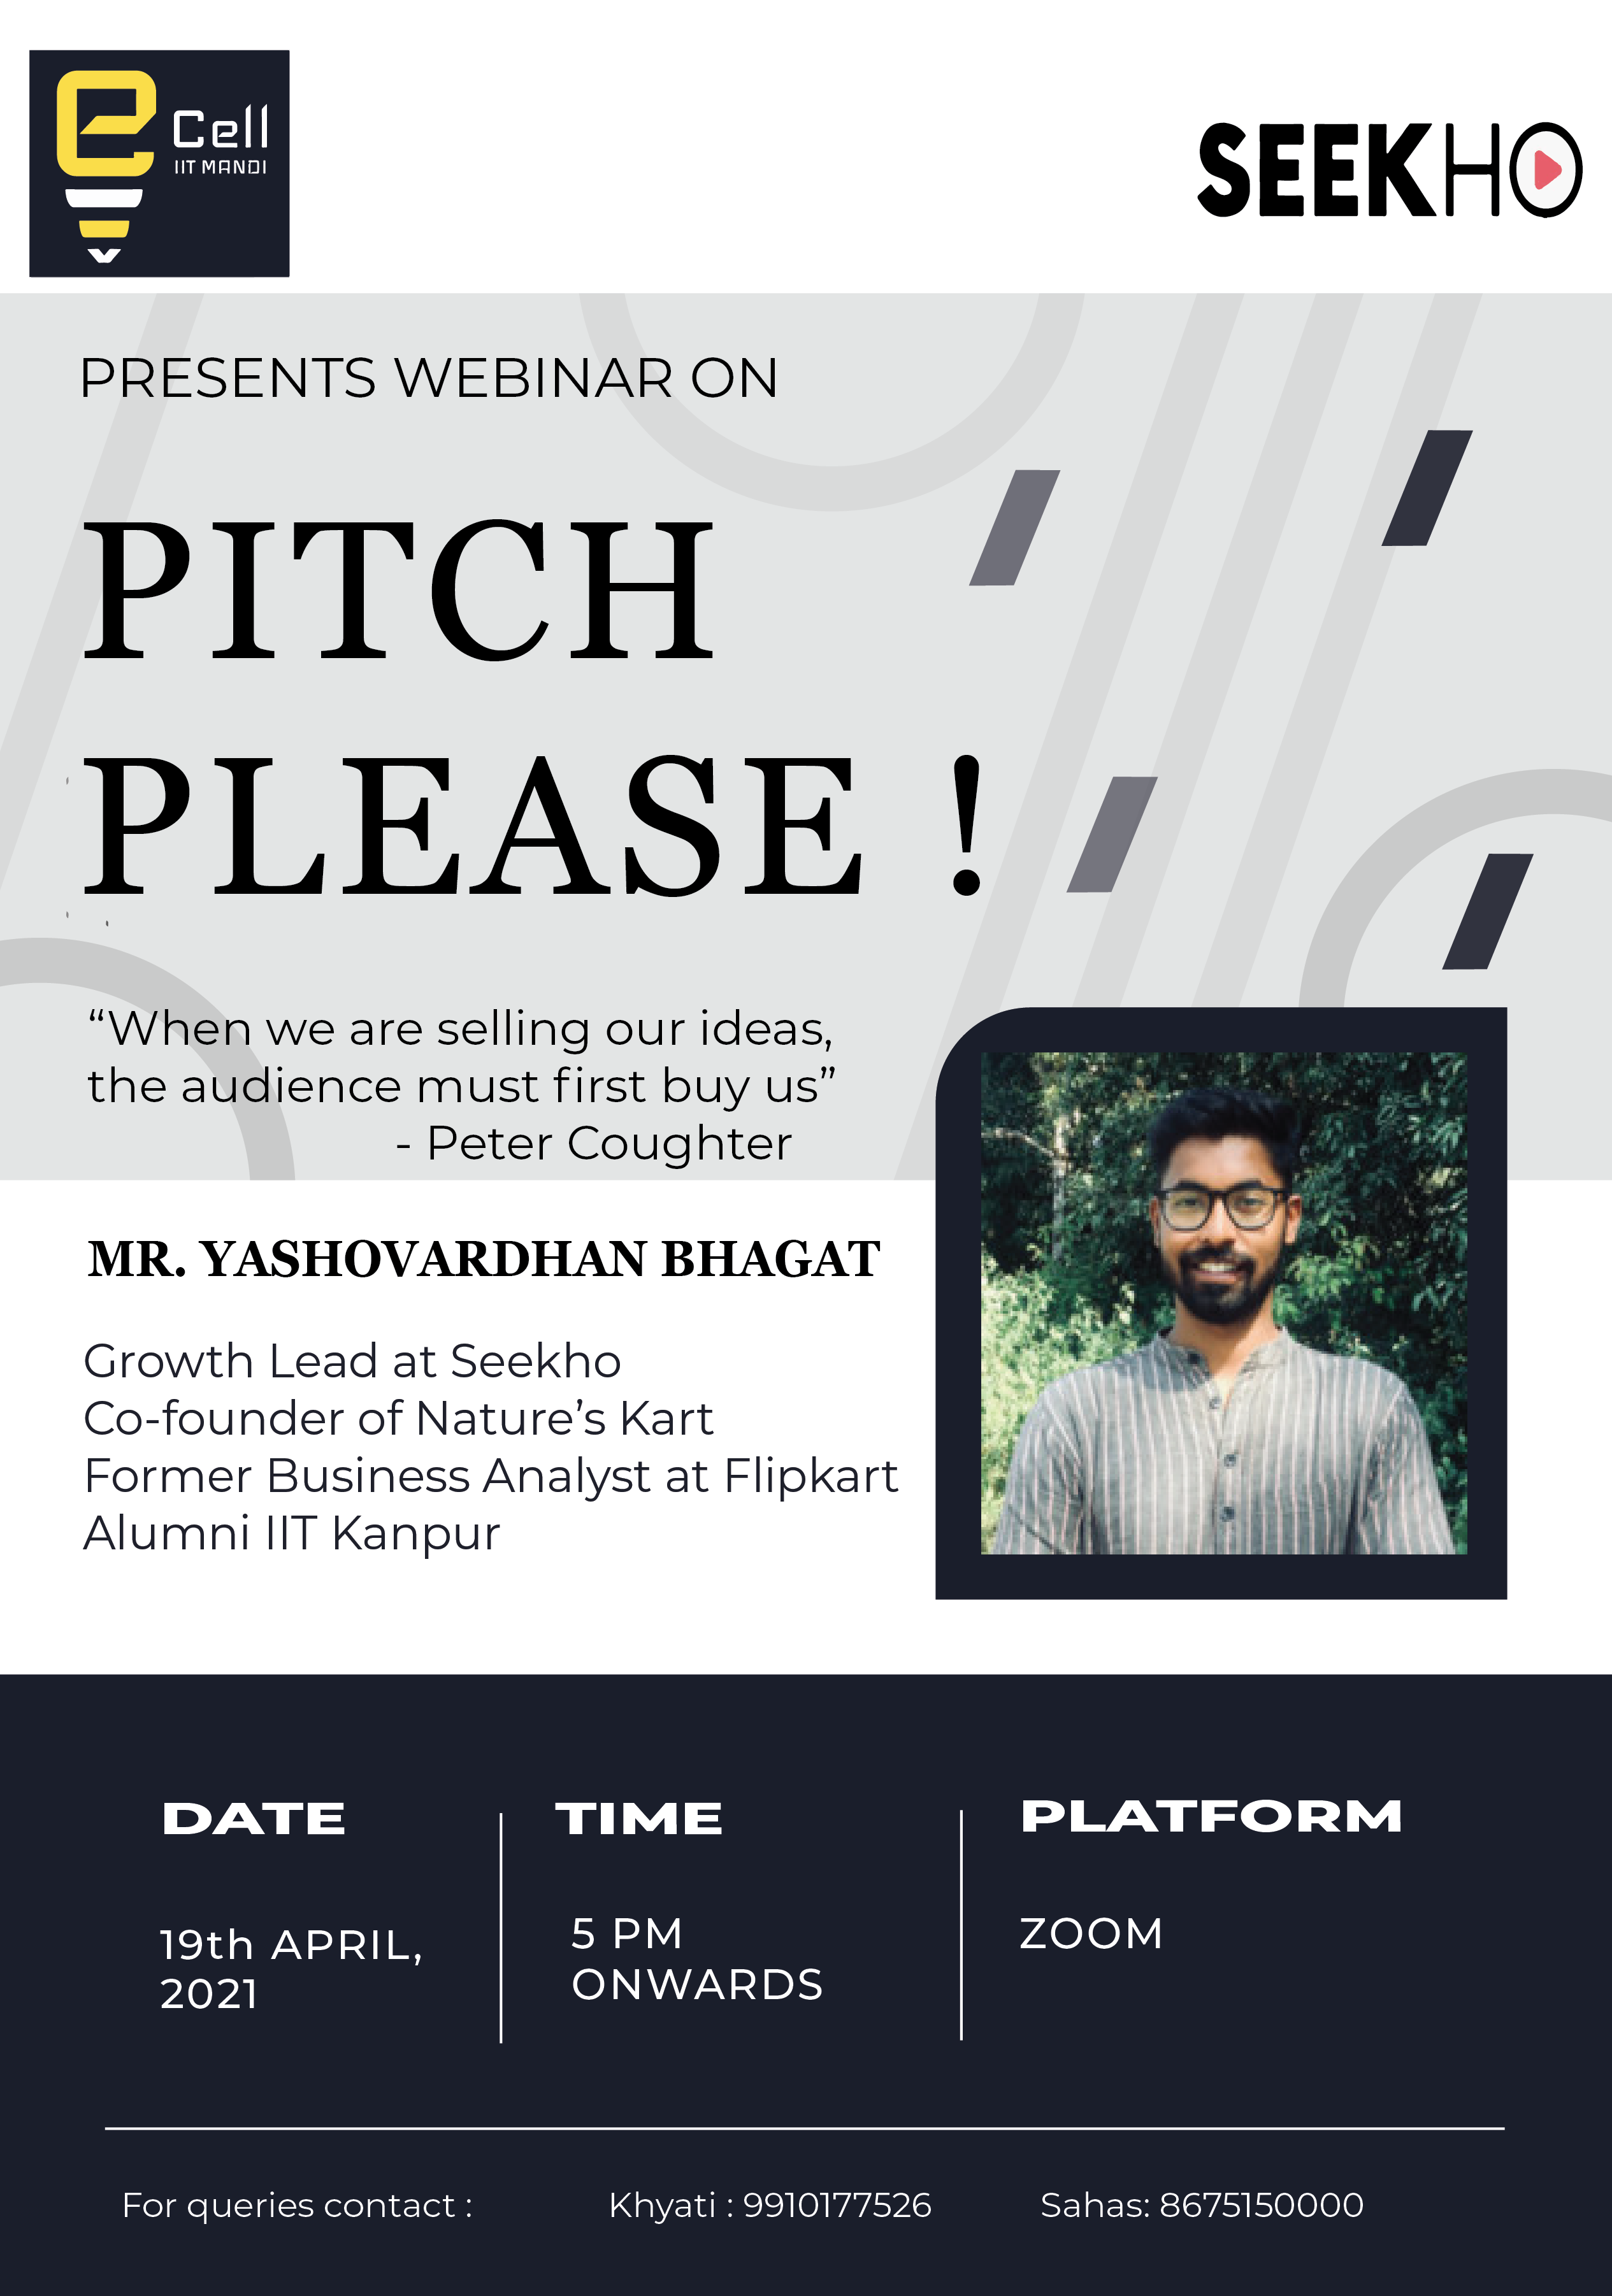 e Cell
IIT MANDI
SEEKHO
PRESENTS WEBINAR ON
PITCH
PLEASE !
“When we are selling our ideas,
the audience must first buy us”
- Peter Coughter
MR. YASHOVARDHAN BHAGAT
Growth Lead at Seekho
Co-founder of Nature’s Kart
Former Business Analyst at Flipkart
Alumni IIT Kanpur
DATE
19th APRIL,
2021
TIME
5 PM
ONWARDS
PLATFORM
ZOOM
For queries contact : Khyati : 9910177526 Sahas: 8675150000